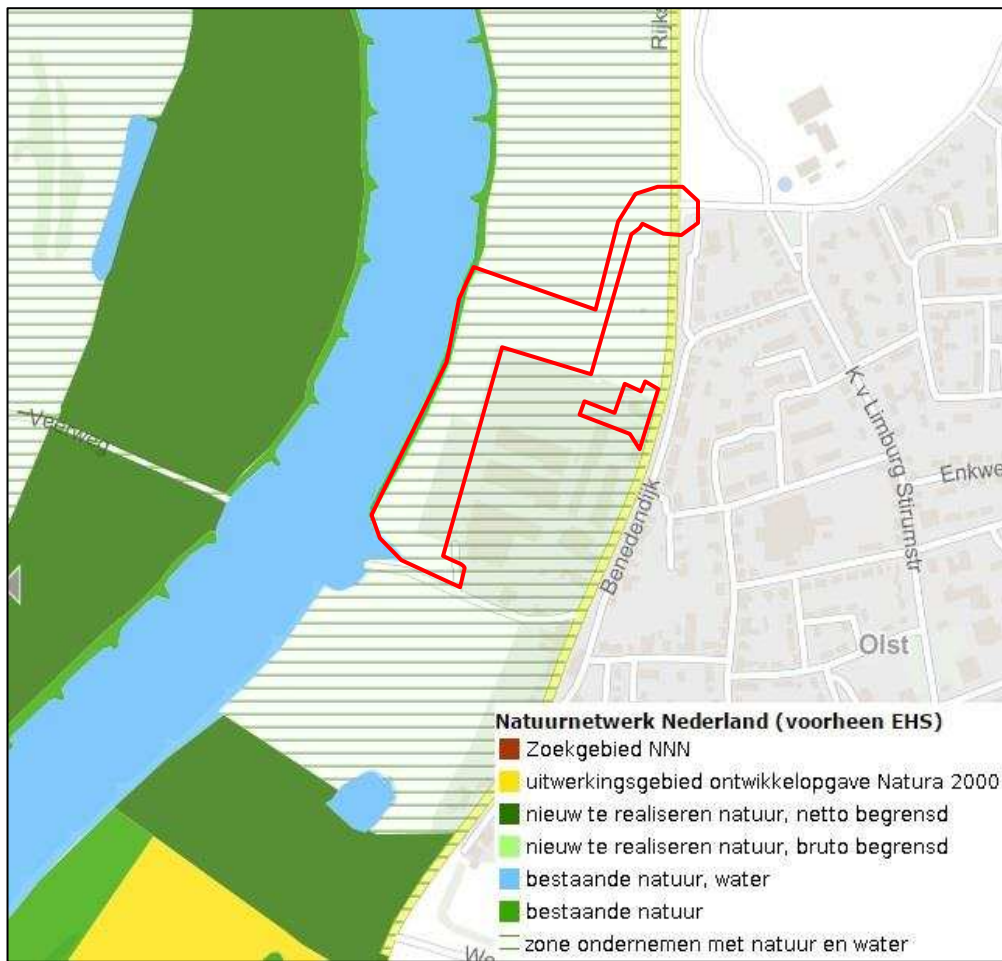 Rijks
Veerweg
K v Limburg Stirumstr
Enkwe
Benedendijk
Olst
Natuurnetwerk Nederland (voorheen EHS)
Zoekgebied NNN
uitwerkingsgebied ontwikkelopgave Natura 2000
nieuw te realiseren natuur, netto begrensd
nieuw te realiseren natuur, bruto begrensd
bestaande natuur, water
bestaande natuur
zone ondernemen met natuur en water
We